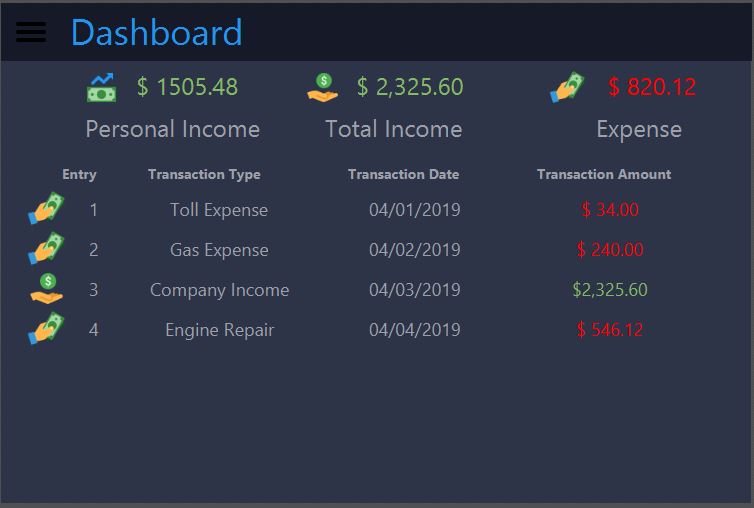 Dashboard
$ 1505.48 $ 2,325.60 $ 820.12
Personal Income Total Income Expense
Entry Transaction Type Transaction Date Transaction Amount
1 Toll Expense 04/01/2019 $ 34.00
2 Gas Expense 04/02/2019 $ 240.00
3 Company Income 04/03/2019 $2,325.60
4 Engine Repair 04/04/2019 $ 546.12